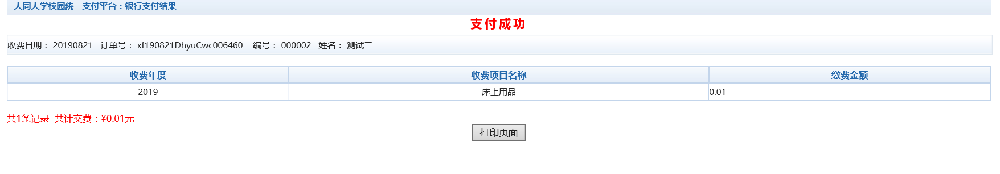 大同大学校园统一支付平台：银行支付结果
支付成功
收费日期： 20190821 订单号： xf190821DhyuCwc006460 编号： 000002 姓名： 测试二
收费年度 收费项目名称 缴费金额
2019 床上用品 0.01
共1条记录 共计交费：¥0.01元
打印页面